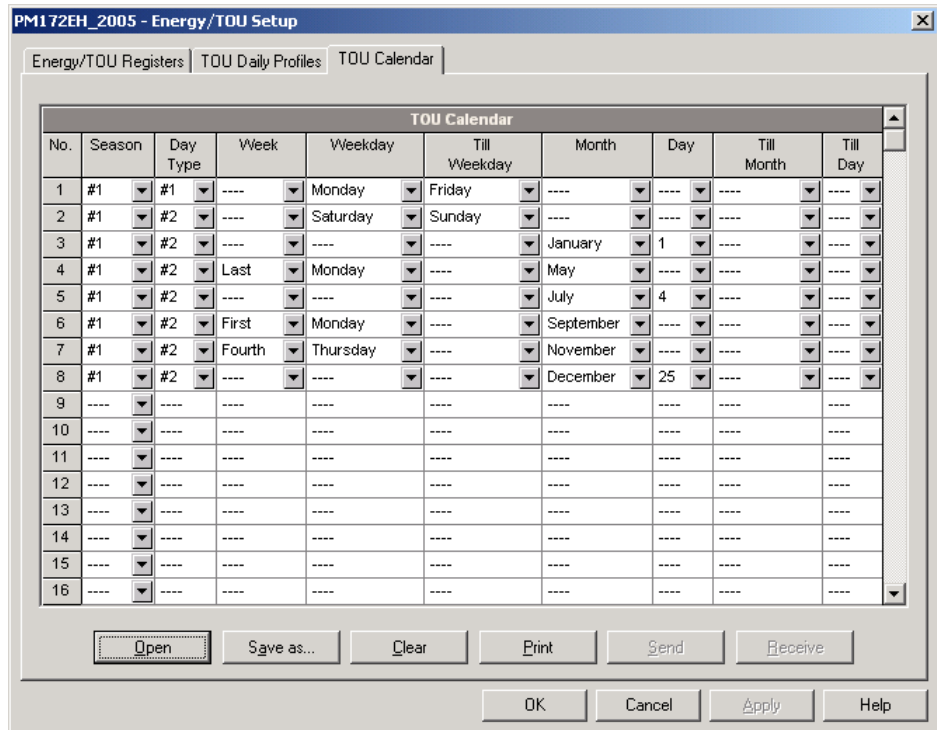 PM172EH_2005 - Energy/TOU Setup
Energy/TOU Registers TOU Daily Profiles TOU Calendar
TOU Calendar
No. Season Day Type Week Weekday Till Weekday Month Day Till Month Till Day
1 #1 #1 ---- Monday Friday ---- ---- ---- ----
2 #1 #2 ---- Saturday Sunday ---- ---- ---- ----
3 #1 #2 ---- ---- ---- January 1 ---- ----
4 #1 #2 Last Monday ---- May ---- ---- ----
5 #1 #2 ---- ---- ---- July 4 ---- ----
6 #1 #2 First Monday ---- September ---- ---- ----
7 #1 #2 Fourth Thursday ---- November ---- ---- ----
8 #1 #2 ---- ---- ---- December 25 ---- ----
9 ---- ---- ---- ---- ---- ---- ---- ---- ----
10 ---- ---- ---- ---- ---- ---- ---- ---- ----
11 ---- ---- ---- ---- ---- ---- ---- ---- ----
12 ---- ---- ---- ---- ---- ---- ---- ---- ----
13 ---- ---- ---- ---- ---- ---- ---- ---- ----
14 ---- ---- ---- ---- ---- ---- ---- ---- ----
15 ---- ---- ---- ---- ---- ---- ---- ---- ----
16 ---- ---- ---- ---- ---- ---- ---- ---- ----
Open Save as... Clear Print Send Receive
OK Cancel Apply Help